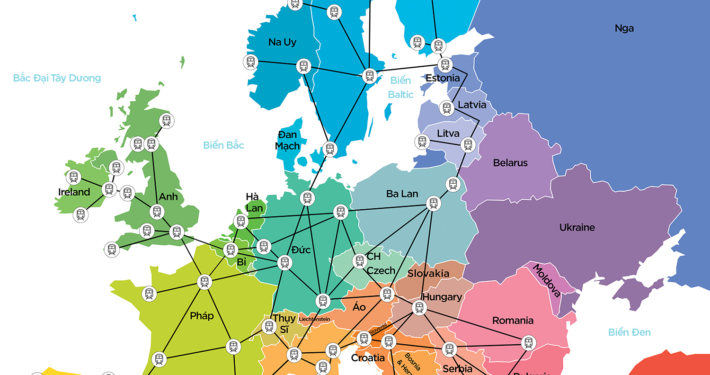 Nga
Na Uy
Bắc Đại Tây Dương
Biển
Baltic
Estonia
Latvia
Đan
Mạch
Litva
Biển Bắc
Belarus
Ireland
Anh
Hà
Lan
Ba Lan
Ukraine
Đức
Bỉ
CH
Czech
Slovakia
Moldova
Hungary
Áo
Liechtenstein
Pháp
Thụy
Sĩ
Romania
Biển Đen
Croatia
Bosna
Serbia